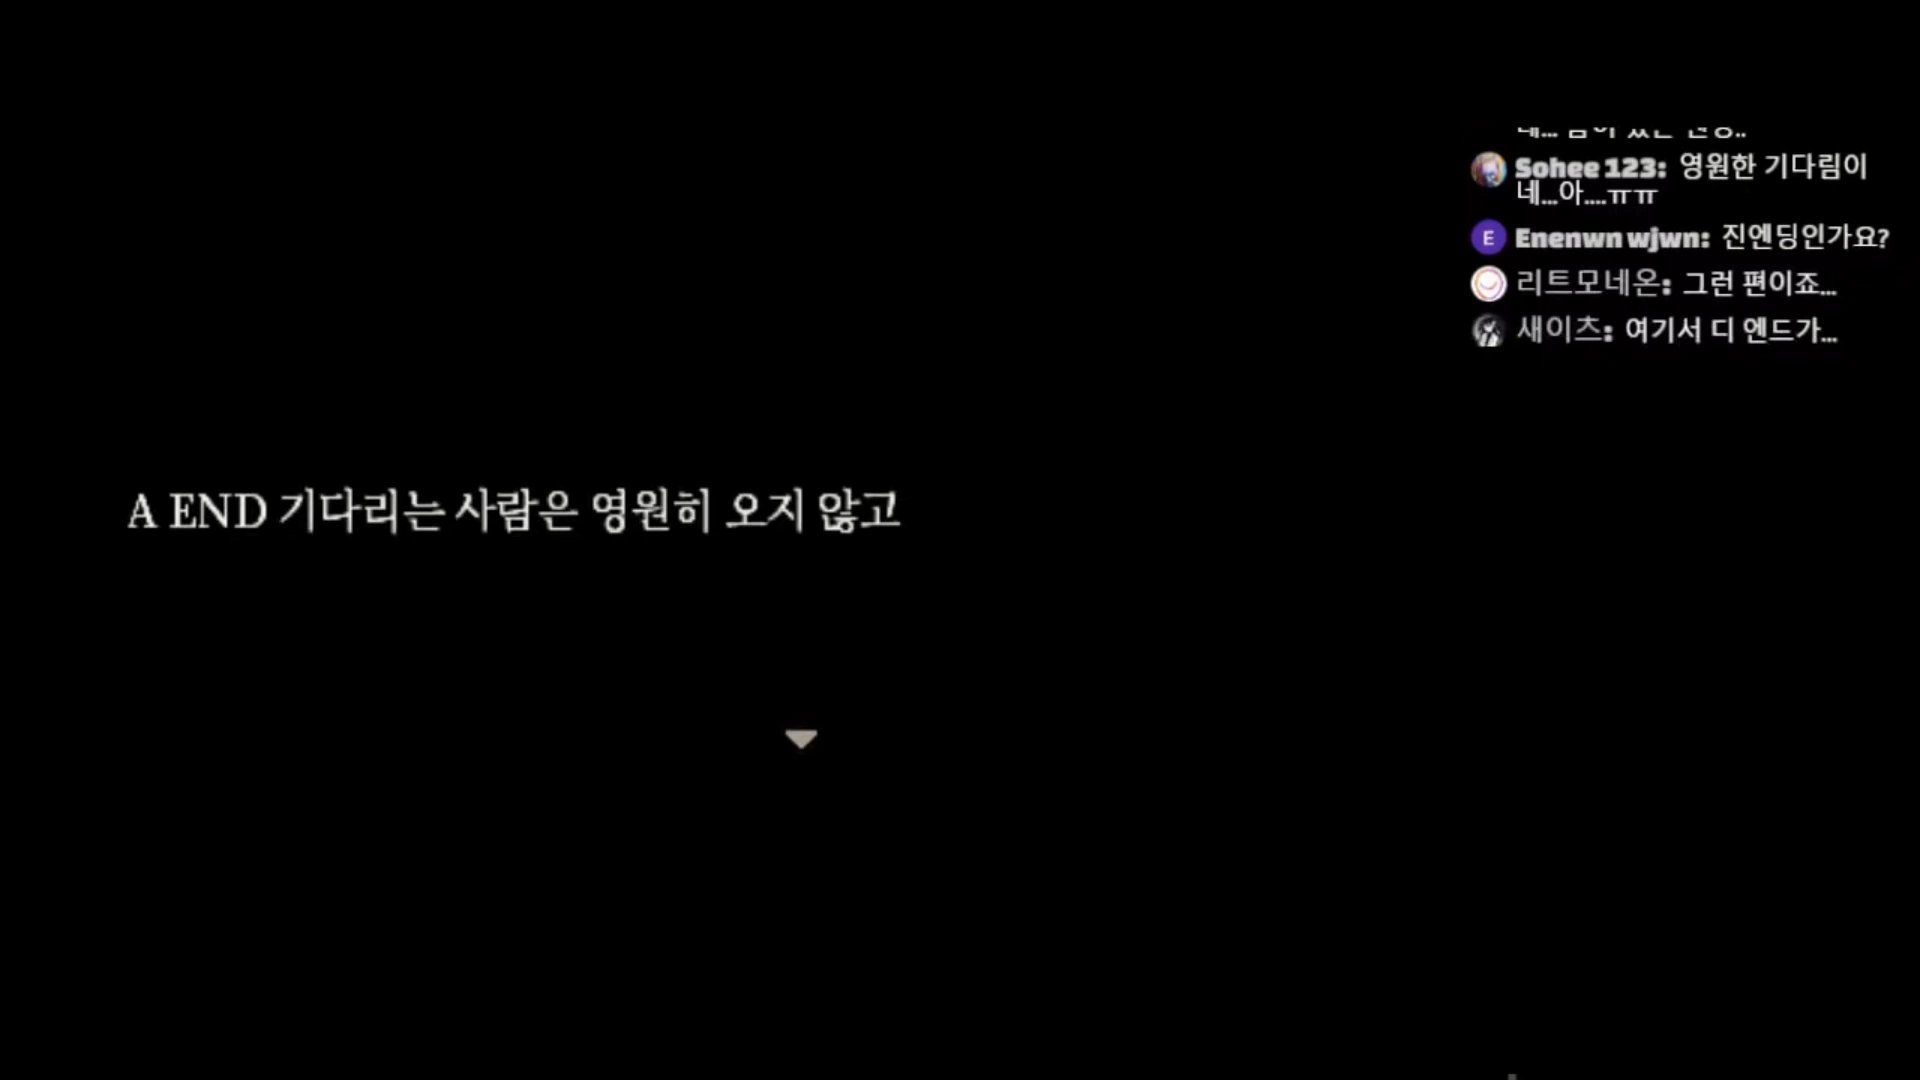 A END 기다리는 사람은 영원히 오지 않고
Sohee 123: 영원한 기다림이
네...아....ㅠㅠ
E
Enenwn wjwn: 진엔딩인가요?
리트모네온: 그런 편이죠...
새이츠: 여기서 디 엔드가...